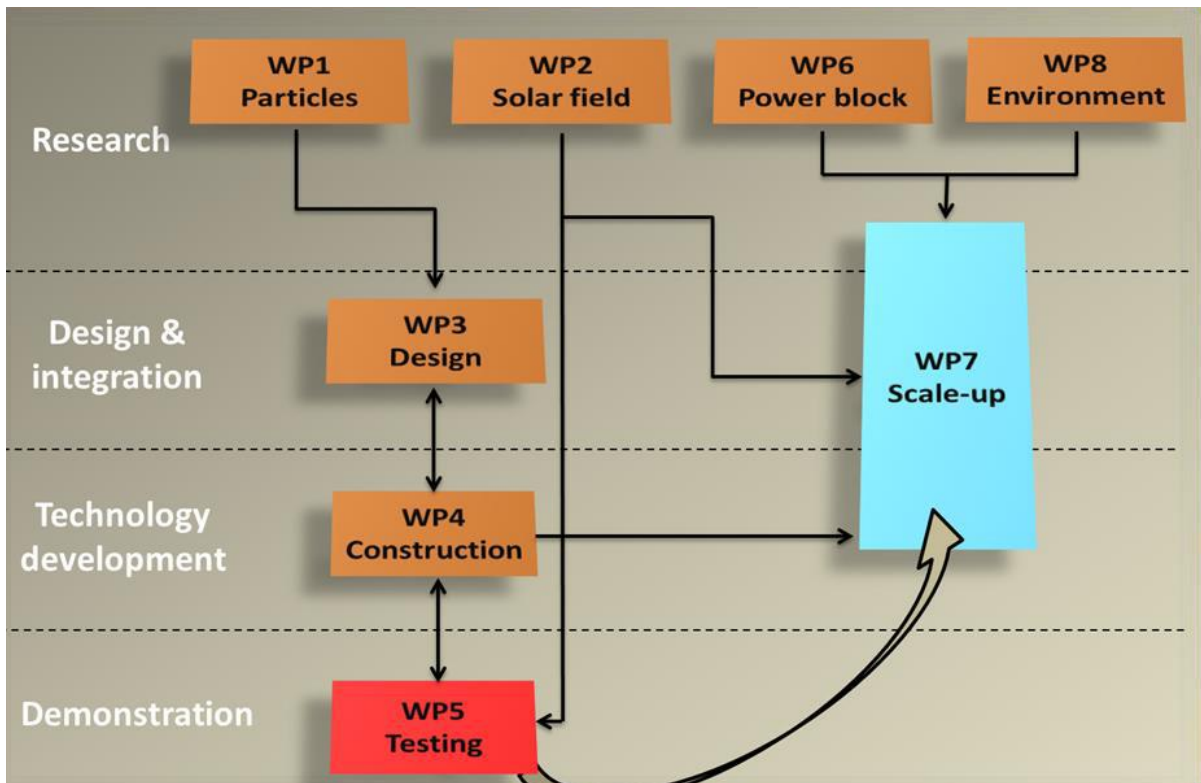 WP1
Particles
WP2
Solar field
WP6
Power block
WP8
Environment
Research
Design &
integration
WP3
Design
WP7
Scale-up
Technology
development
WP4
Construction
Demonstration
WP5
Testing